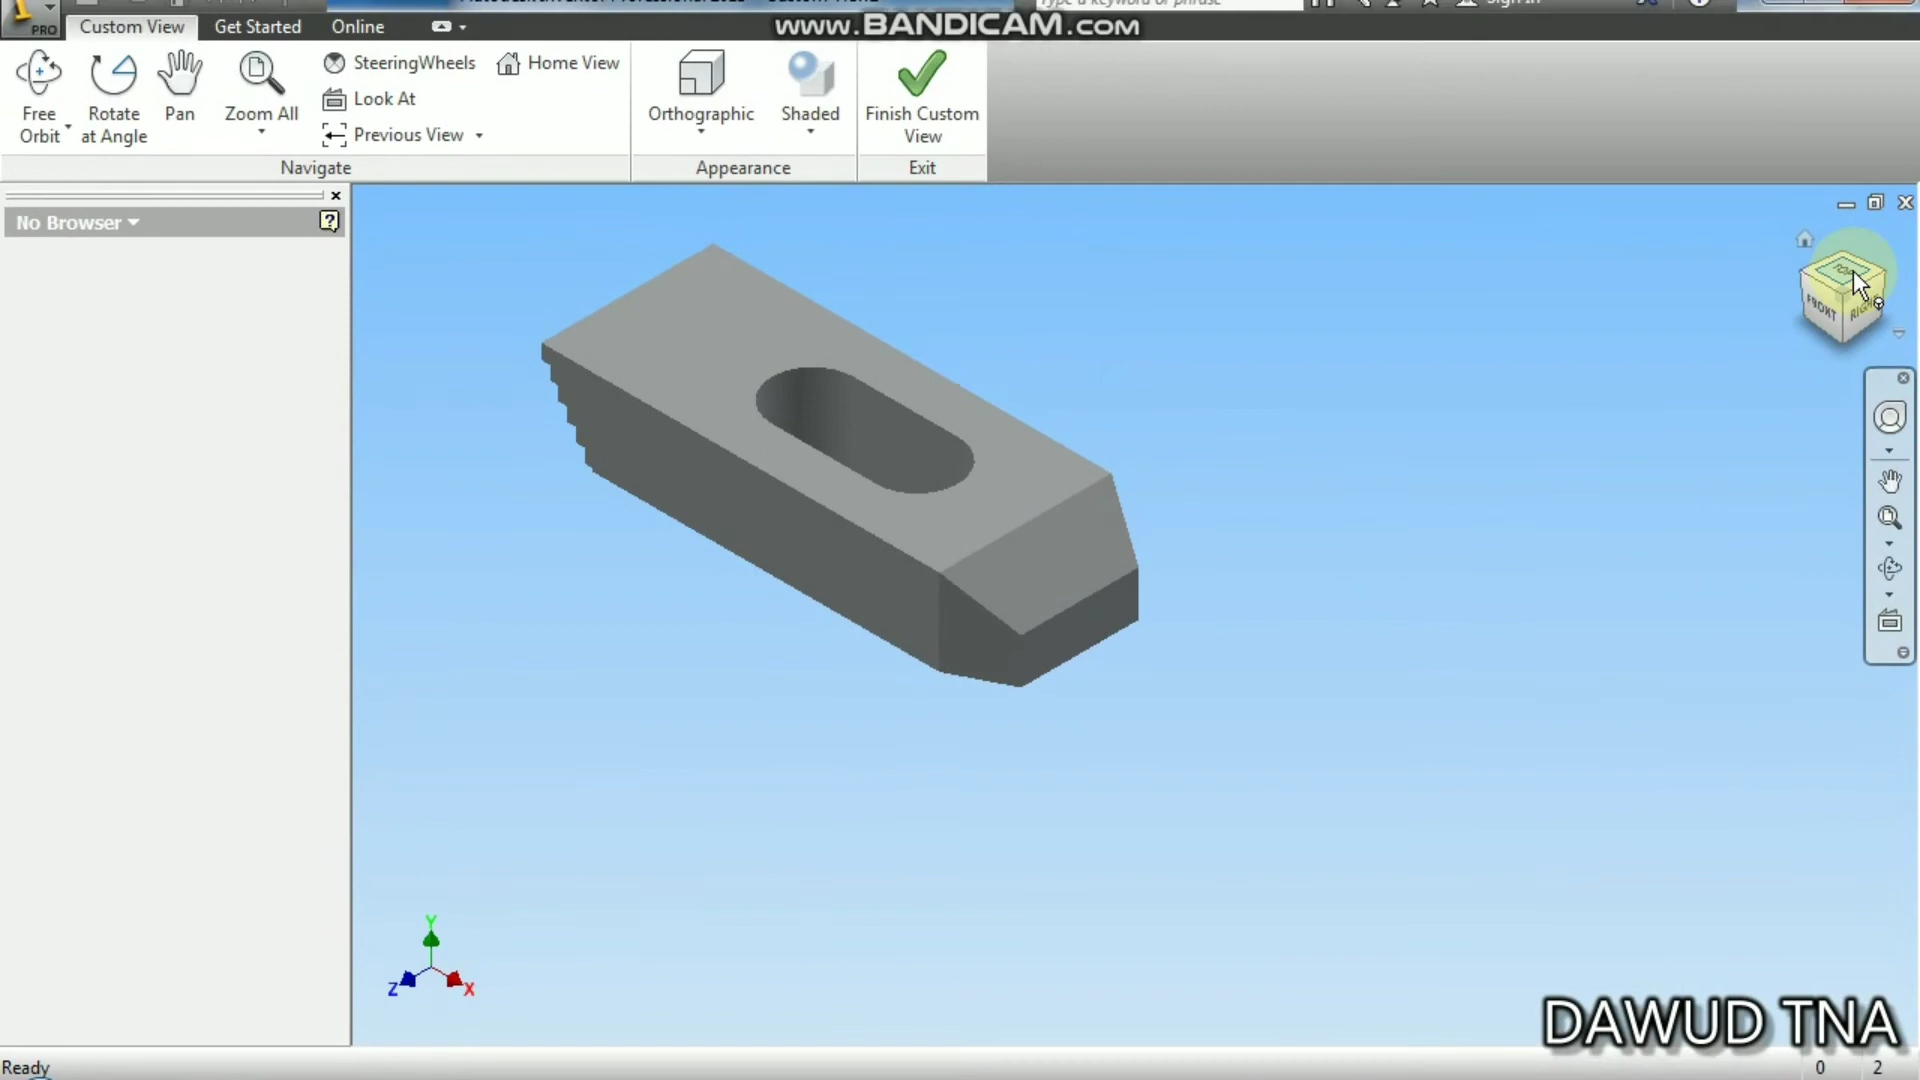 www.BANDICAM.com
PRO
Custom View
Get Started
Online
Free Orbit
Rotate at Angle
Pan
Zoom All
SteeringWheels
Home View
Look At
Previous View
Navigate
Orthographic
Shaded
Appearance
Finish Custom View
Exit
No Browser
TOP
FRONT
RIGHT
Y
Z
X
DAWUD TNA
Ready
0
2